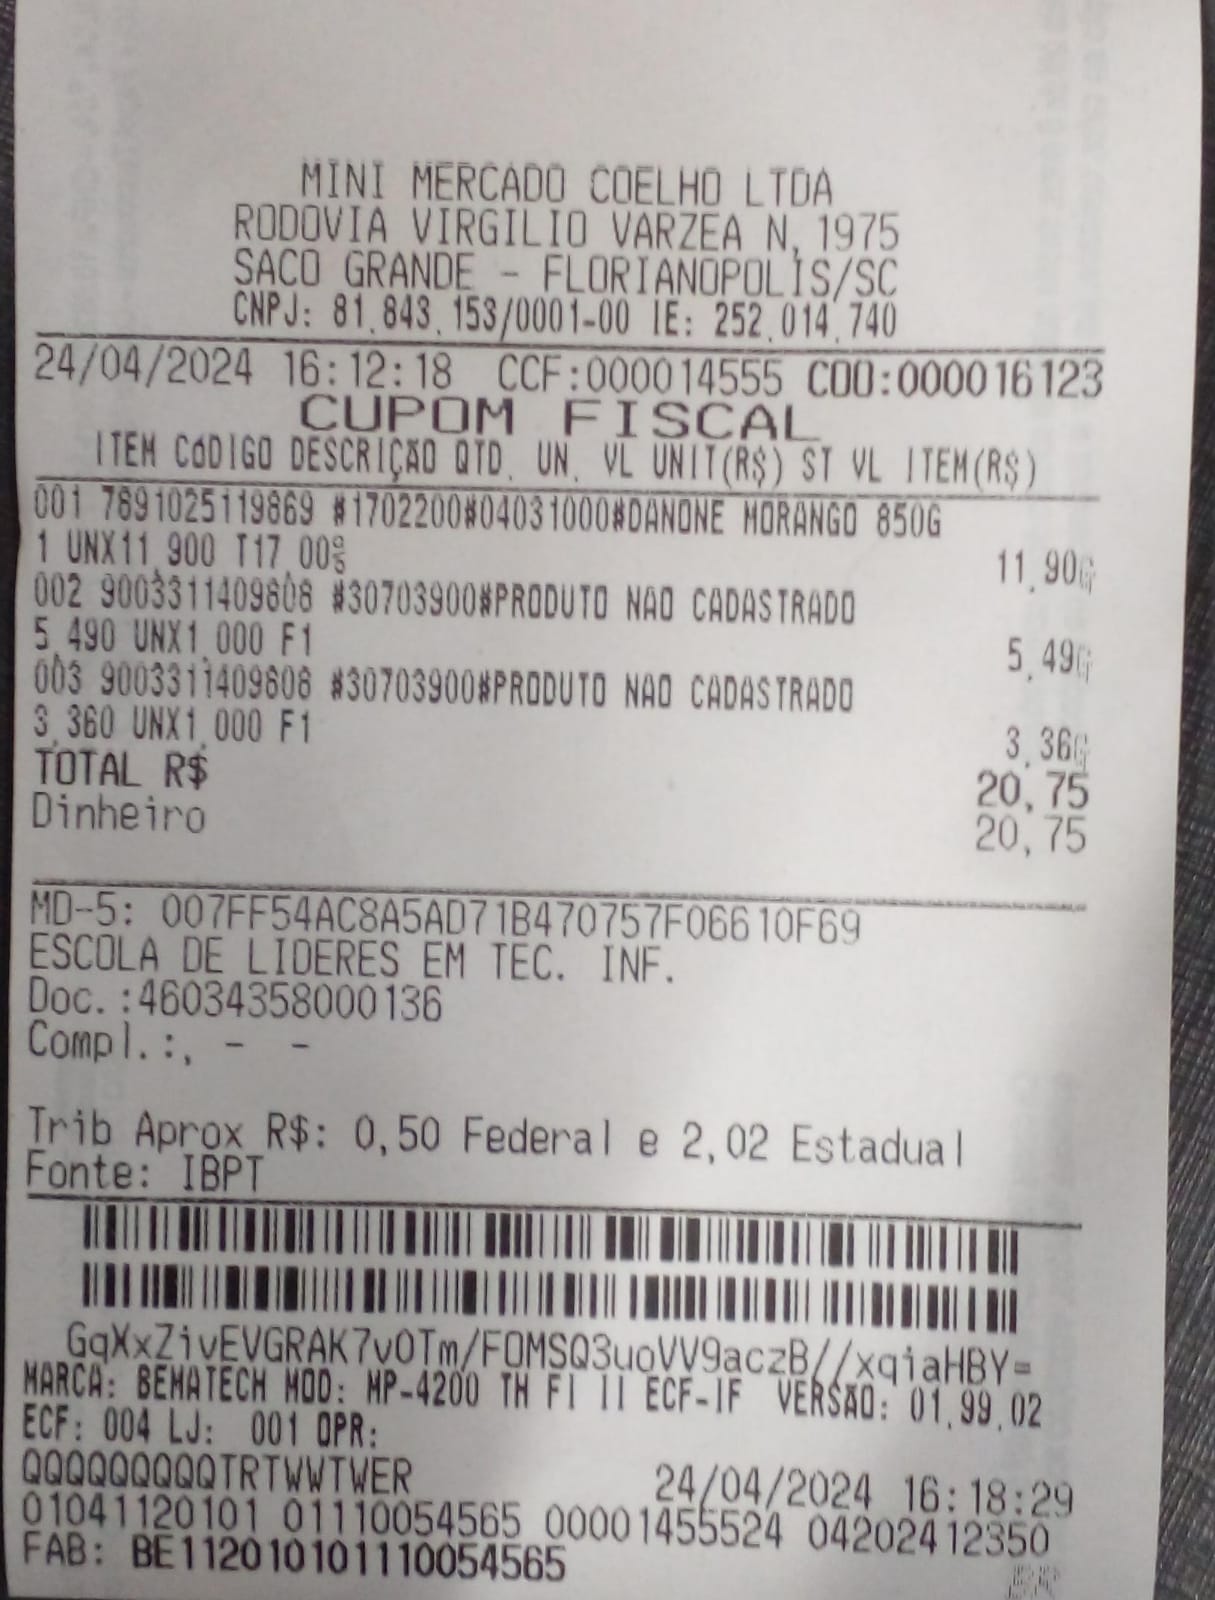 MINI MERCADO COELHO LTDA
RODOVIA VIRGILIO VARZEA N, 1975
SACO GRANDE - FLORIANOPOLIS/SC
CNPJ: 81.843.153/0001-00 IE: 252.014.740
24/04/2024 16:12:18 CCF:000014555 COO:000016123
CUPOM FISCAL
ITEM CÓDIGO DESCRIÇÃO QTD. UN. VL UNIT(R$) ST VL ITEM(R$)
001 7891025119869 #1702200#04031000#DANONE MORANGO 850G
1 UNX11,900 T17,00% 11,90G
002 9003311409608 #30703900#PRODUTO NAO CADASTRADO
5,490 UNX1,000 F1 5,49G
003 9003311409608 #30703900#PRODUTO NAO CADASTRADO
3,360 UNX1,000 F1 3,36G
TOTAL R$ 20,75
Dinheiro 20,75
MD-5: 007FF54AC8A5AD71B470757F06610F69
ESCOLA DE LIDERES EM TEC. INF.
Doc.:46034358000136
Compl.:, - -
Trib Aprox R$: 0,50 Federal e 2,02 Estadual
Fonte: IBPT
GqXxZivEVGRAK7vOTm/FOMSQ3uoVV9aczB//xqiaHBY=
MARCA: BEMATECH MOD: MP-4200 TH FI II ECF-IF VERSÃO: 01.99.02
ECF: 004 LJ: 001 OPR:
QQQQQQQQQTRTWWTWER 24/04/2024 16:18:29
01041120101 01110054565 00001455524 04202412350
FAB: BE112010101110054565
BR